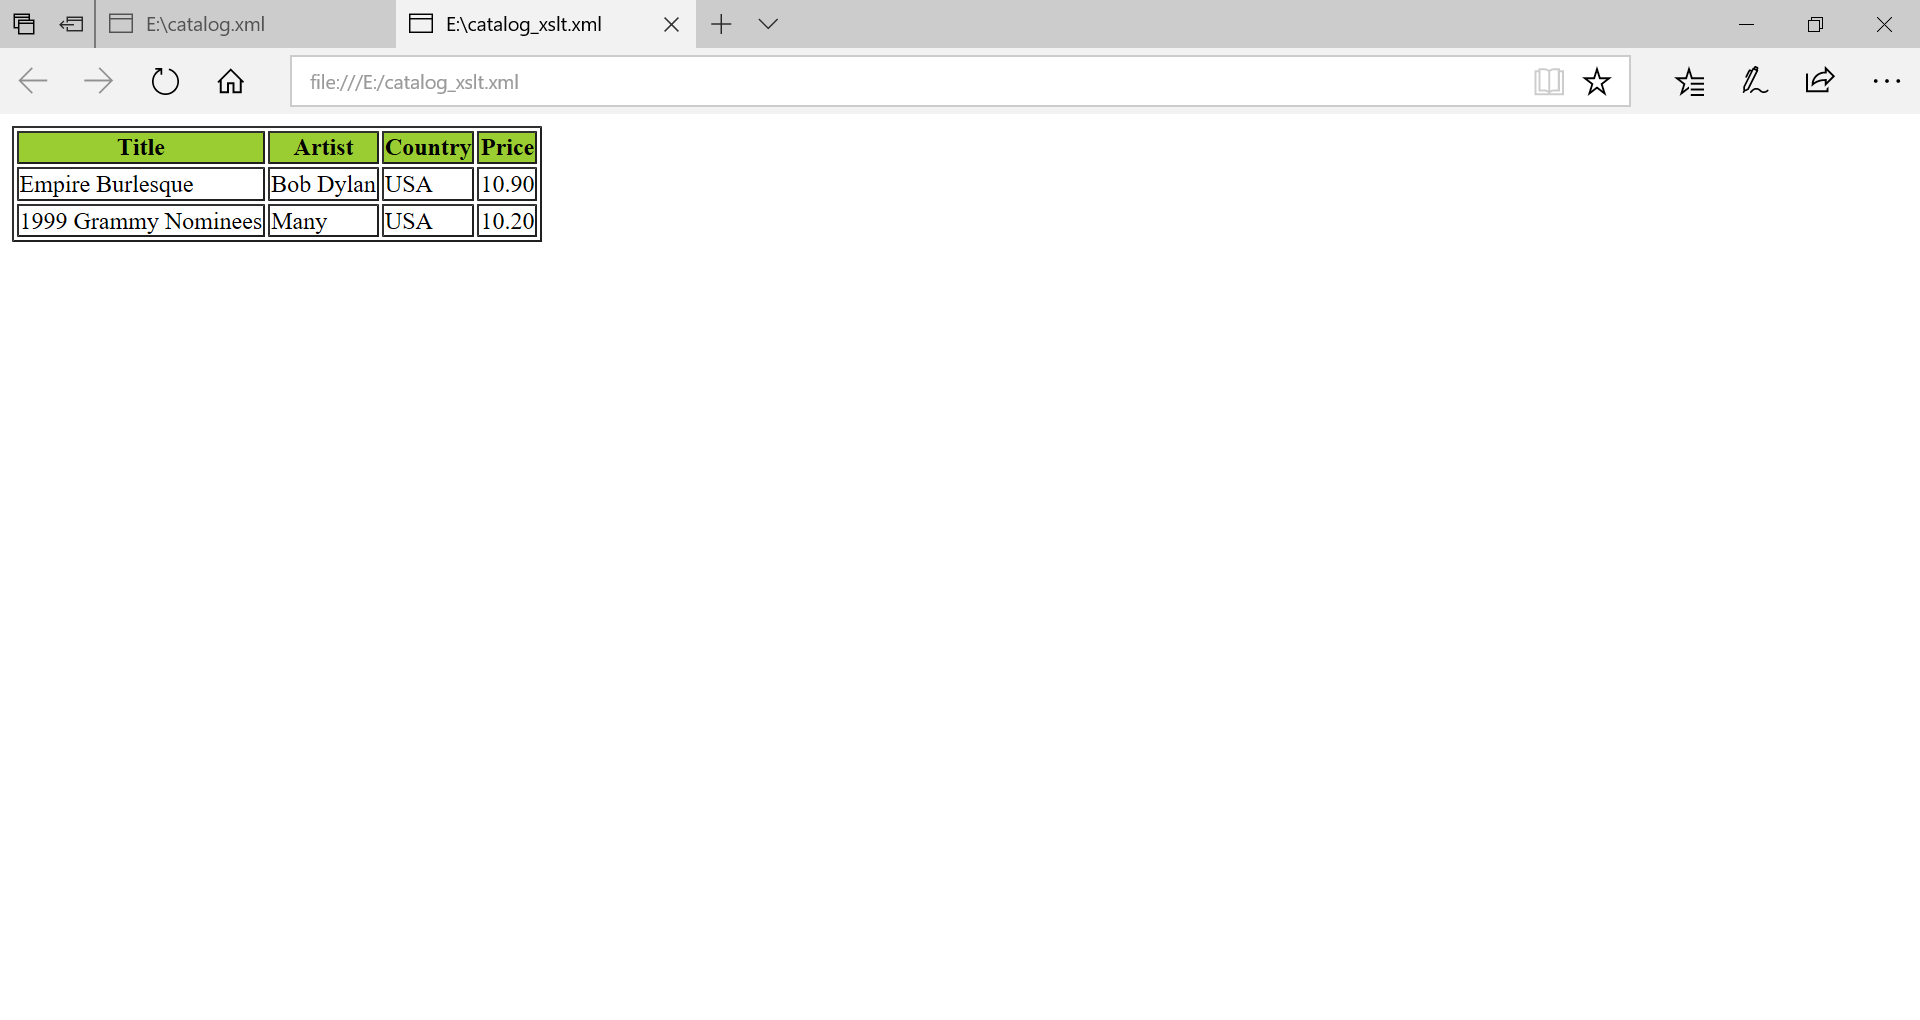 E:\catalog.xml E:\catalog_xslt.xml
file:///E:/catalog_xslt.xml
Title Artist Country Price
Empire Burlesque Bob Dylan USA 10.90
1999 Grammy Nominees Many USA 10.20